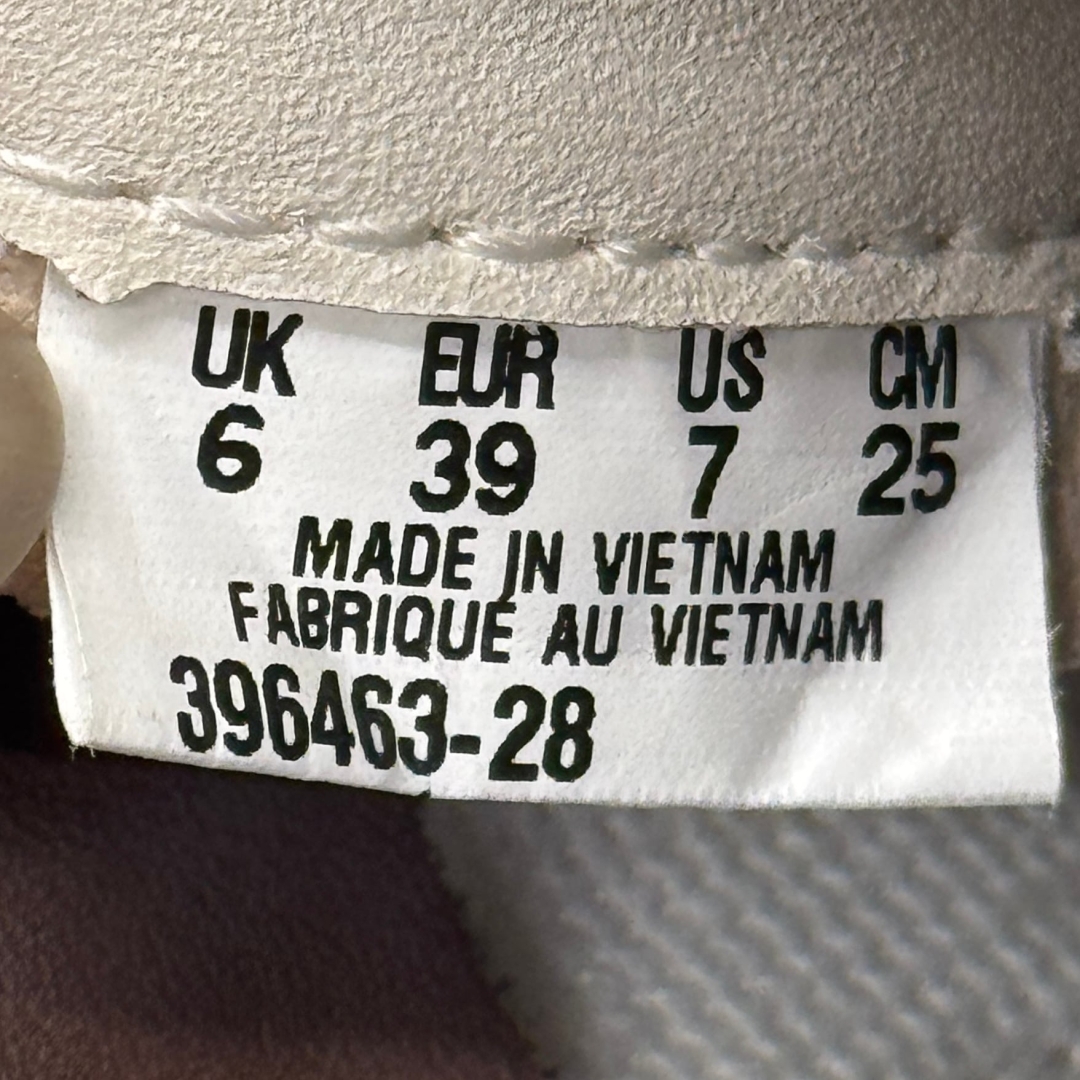 UK EUR US CM
6 39 7 25
MADE IN VIETNAM
FABRIQUÉ AU VIETNAM
396463-28